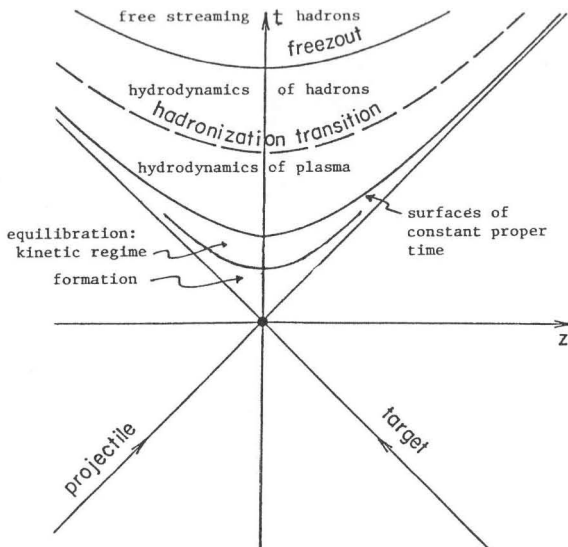 free streaming t hadrons
freezout
hydrodynamics of hadrons
hadronization transition
hydrodynamics of plasma
surfaces of
constant proper
time
equilibration:
kinetic regime
formation
z
projectile
target